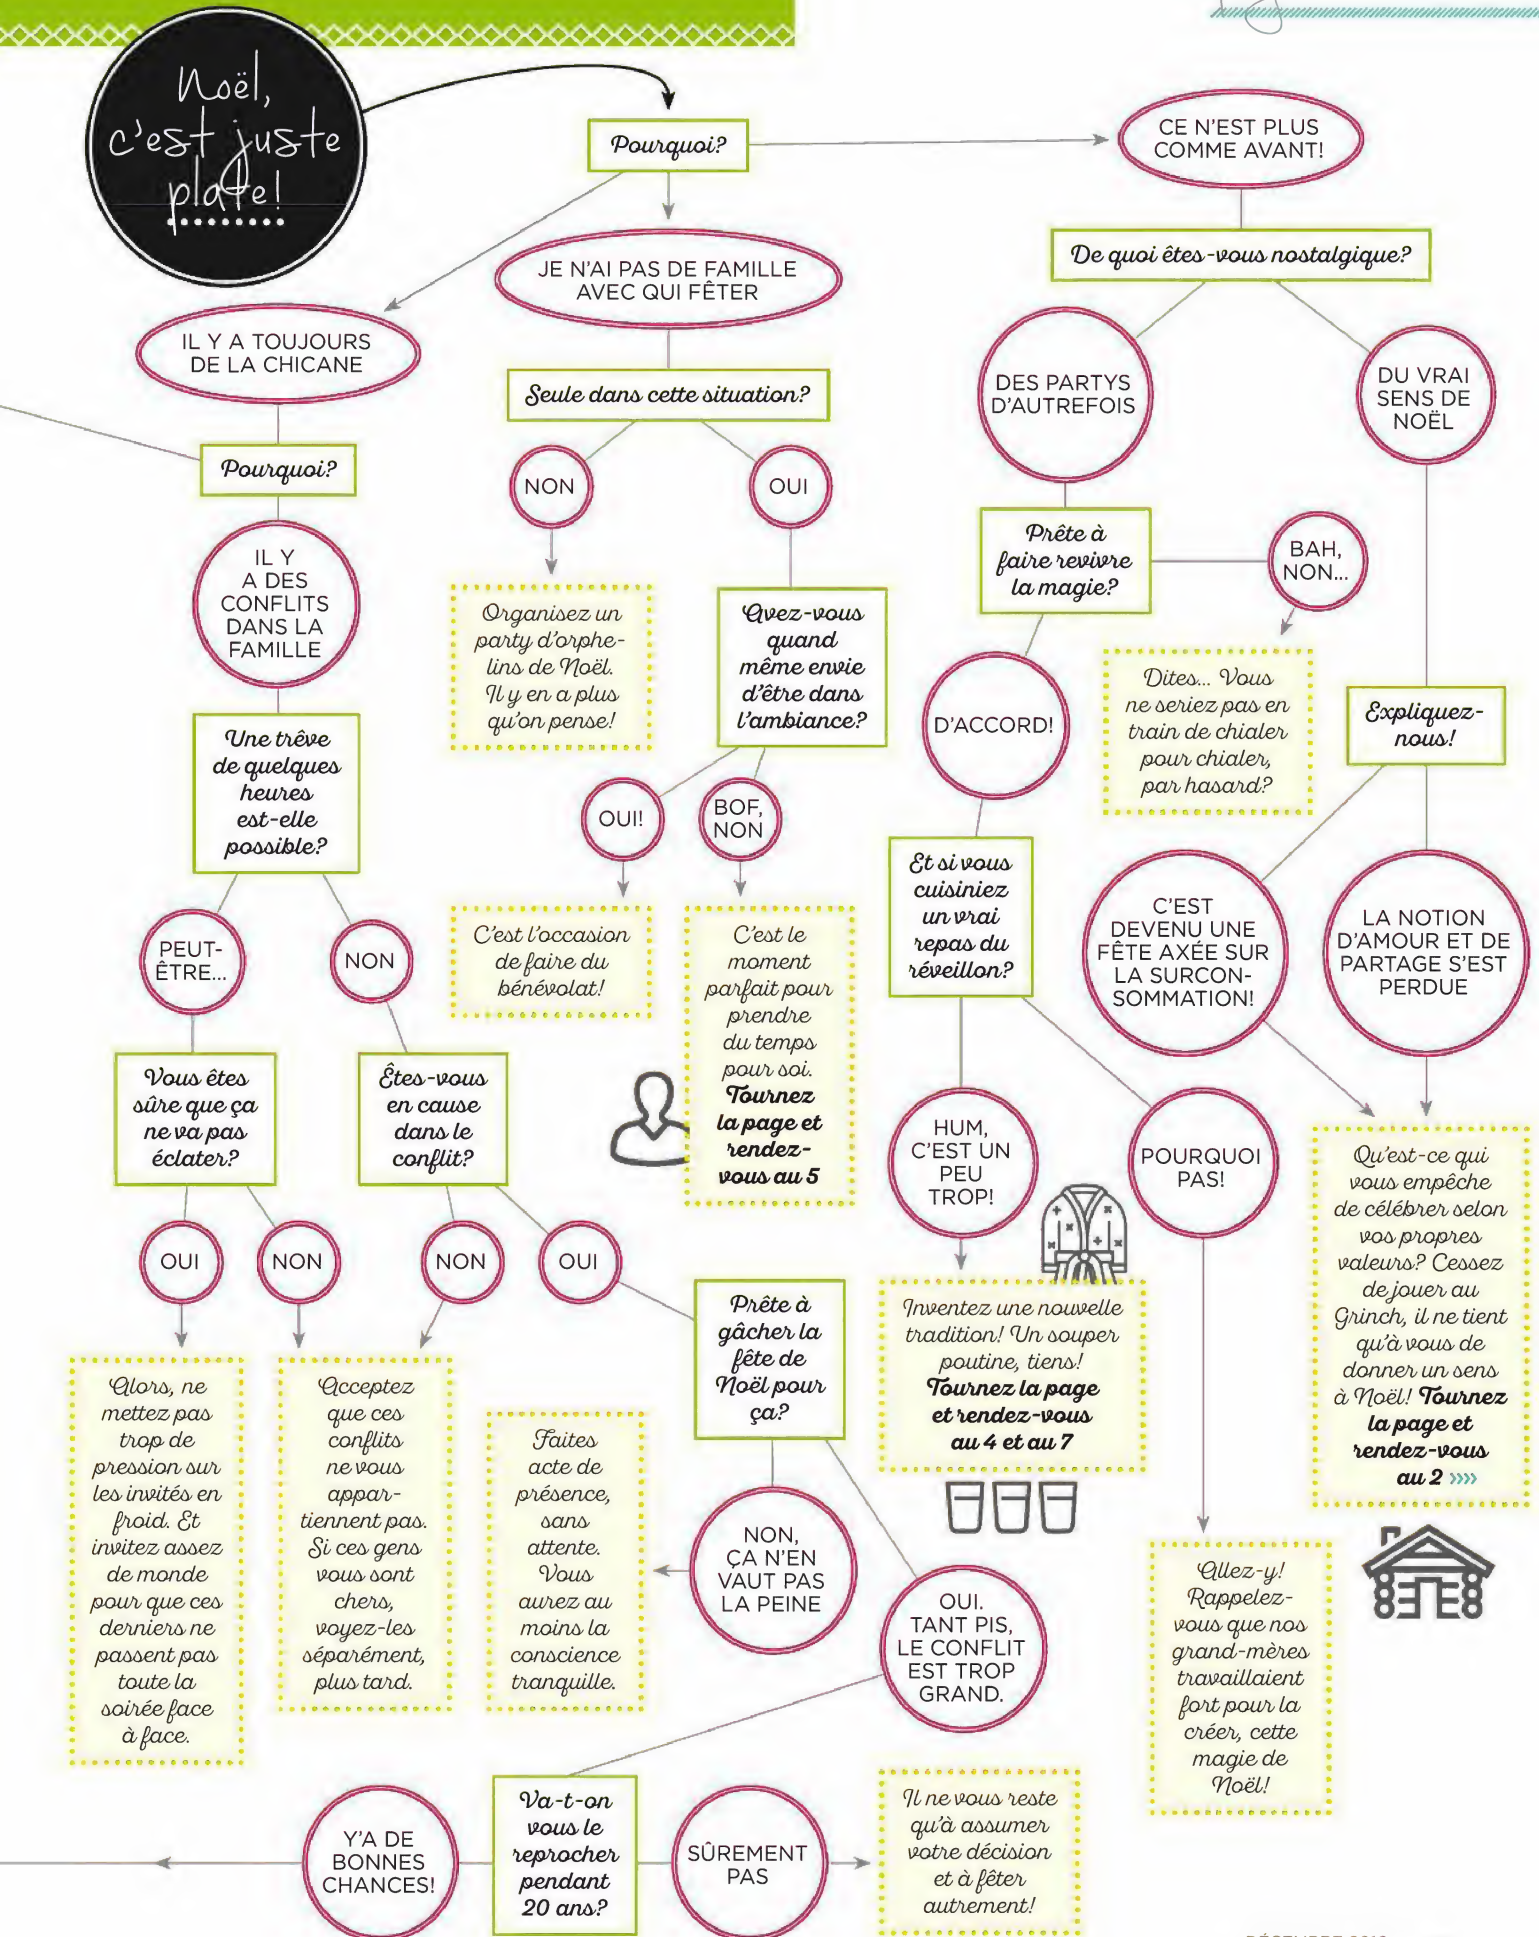 Noël,
c'est juste
plate!
Pourquoi?
CE N'EST PLUS
COMME AVANT!
JE N'AI PAS DE FAMILLE
AVEC QUI FÊTER
De quoi êtes-vous nostalgique?
IL Y A TOUJOURS
DE LA CHICANE
Seule dans cette situation?
DES PARTYS
D'AUTREFOIS
DU VRAI
SENS DE
NOËL
Pourquoi?
NON
OUI
IL Y
A DES
CONFLITS
DANS LA
FAMILLE
Organisez un
party d'orphe-
lins de Noël.
Il y en a plus
qu'on pense!
Avez-vous
quand
même envie
d'être dans
l'ambiance?
Prête à
faire revivre
la magie?
BAH,
NON...
D'ACCORD!
Dites... Vous
ne seriez pas en
train de chialer
pour chialer,
par hasard?
Expliquez-
nous!
Une trêve
de quelques
heures
est-elle
possible?
OUI!
BOF,
NON
Et si vous
cuisiniez
un vrai
repas du
réveillon?
C'EST
DEVENU UNE
FÊTE AXÉE SUR
LA SURCON-
SOMMATION!
LA NOTION
D'AMOUR ET DE
PARTAGE S'EST
PERDUE
PEUT-
ÊTRE...
NON
C'est l'occasion
de faire du
bénévolat!
C'est le
moment
parfait pour
prendre
du temps
pour soi.
Tournez
la page et
rendez-
vous au 5
Vous êtes
sûre que ça
ne va pas
éclater?
Êtes-vous
en cause
dans le
conflit?
HUM,
C'EST UN
PEU
TROP!
POURQUOI
PAS!
Qu'est-ce qui
vous empêche
de célébrer selon
vos propres
valeurs? Cessez
de jouer au
Grinch, il ne tient
qu'à vous de
donner un sens
à Noël! Tournez
la page et
rendez-vous
au 2 »»
OUI
NON
NON
OUI
Prête à
gâcher la
fête de
Noël pour
ça?
Inventez une nouvelle
tradition! Un souper
poutine, tiens!
Tournez la page
et rendez-vous
au 4 et au 7
Alors, ne
mettez pas
trop de
pression sur
les invités en
froid. Et
invitez assez
de monde
pour que ces
derniers ne
passent pas
toute la
soirée face
à face.
Acceptez
que ces
conflits
ne vous
appar-
tiennent pas.
Si ces gens
vous sont
chers,
voyez-les
séparément,
plus tard.
Faites
acte de
présence,
sans
attente.
Vous
aurez au
moins la
conscience
tranquille.
NON,
ÇA N'EN
VAUT PAS
LA PEINE
OUI.
TANT PIS,
LE CONFLIT
EST TROP
GRAND.
Allez-y!
Rappelez-
vous que nos
grand-mères
travaillaient
fort pour la
créer, cette
magie de
Noël!
Y'A DE
BONNES
CHANCES!
Va-t-on
vous le
reprocher
pendant
20 ans?
SÛREMENT
PAS
Il ne vous reste
qu'à assumer
votre décision
et à fêter
autrement!